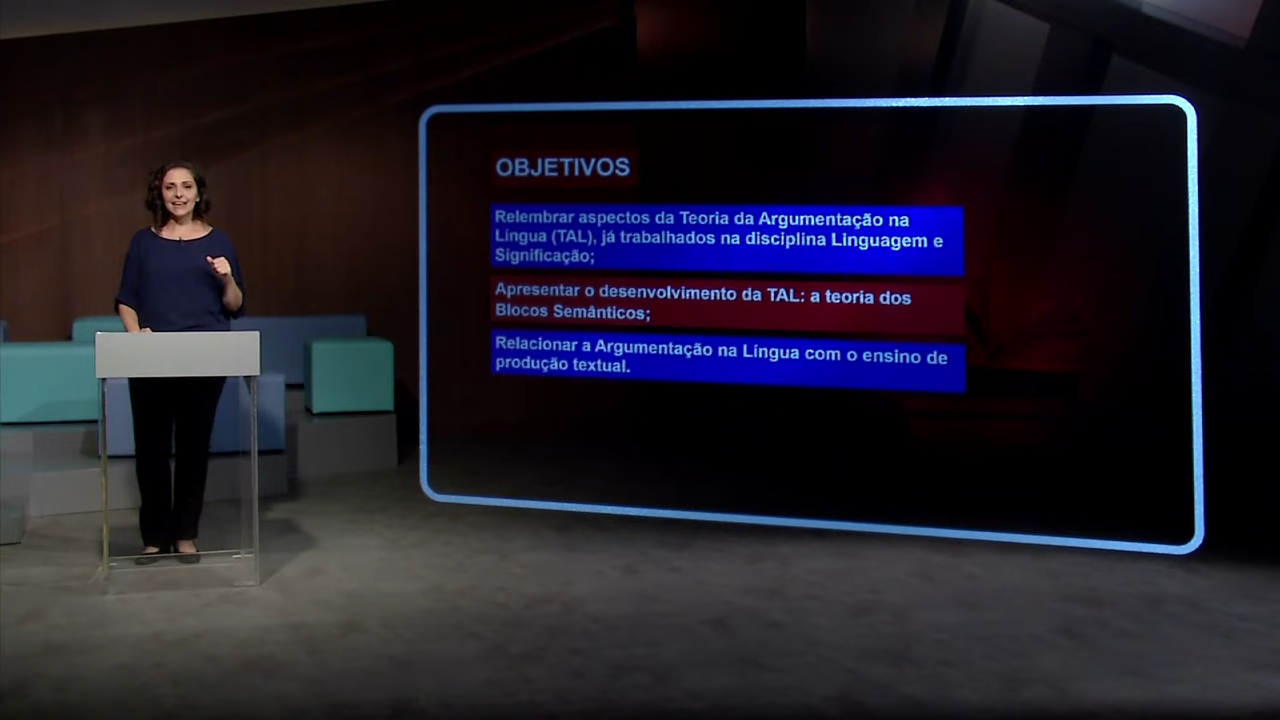 OBJETIVOS
Relembrar aspectos da Teoria da Argumentação na
Língua (TAL), já trabalhados na disciplina Linguagem e
Significação;
Apresentar o desenvolvimento da TAL: a teoria dos
Blocos Semânticos;
Relacionar a Argumentação na Língua com o ensino de
produção textual.